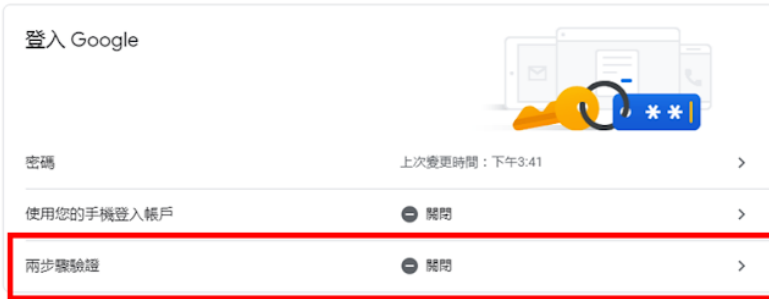 登入 Google
**
密碼 上次變更時間：下午3:41
使用您的手機登入帳戶 關閉
兩步驟驗證 關閉